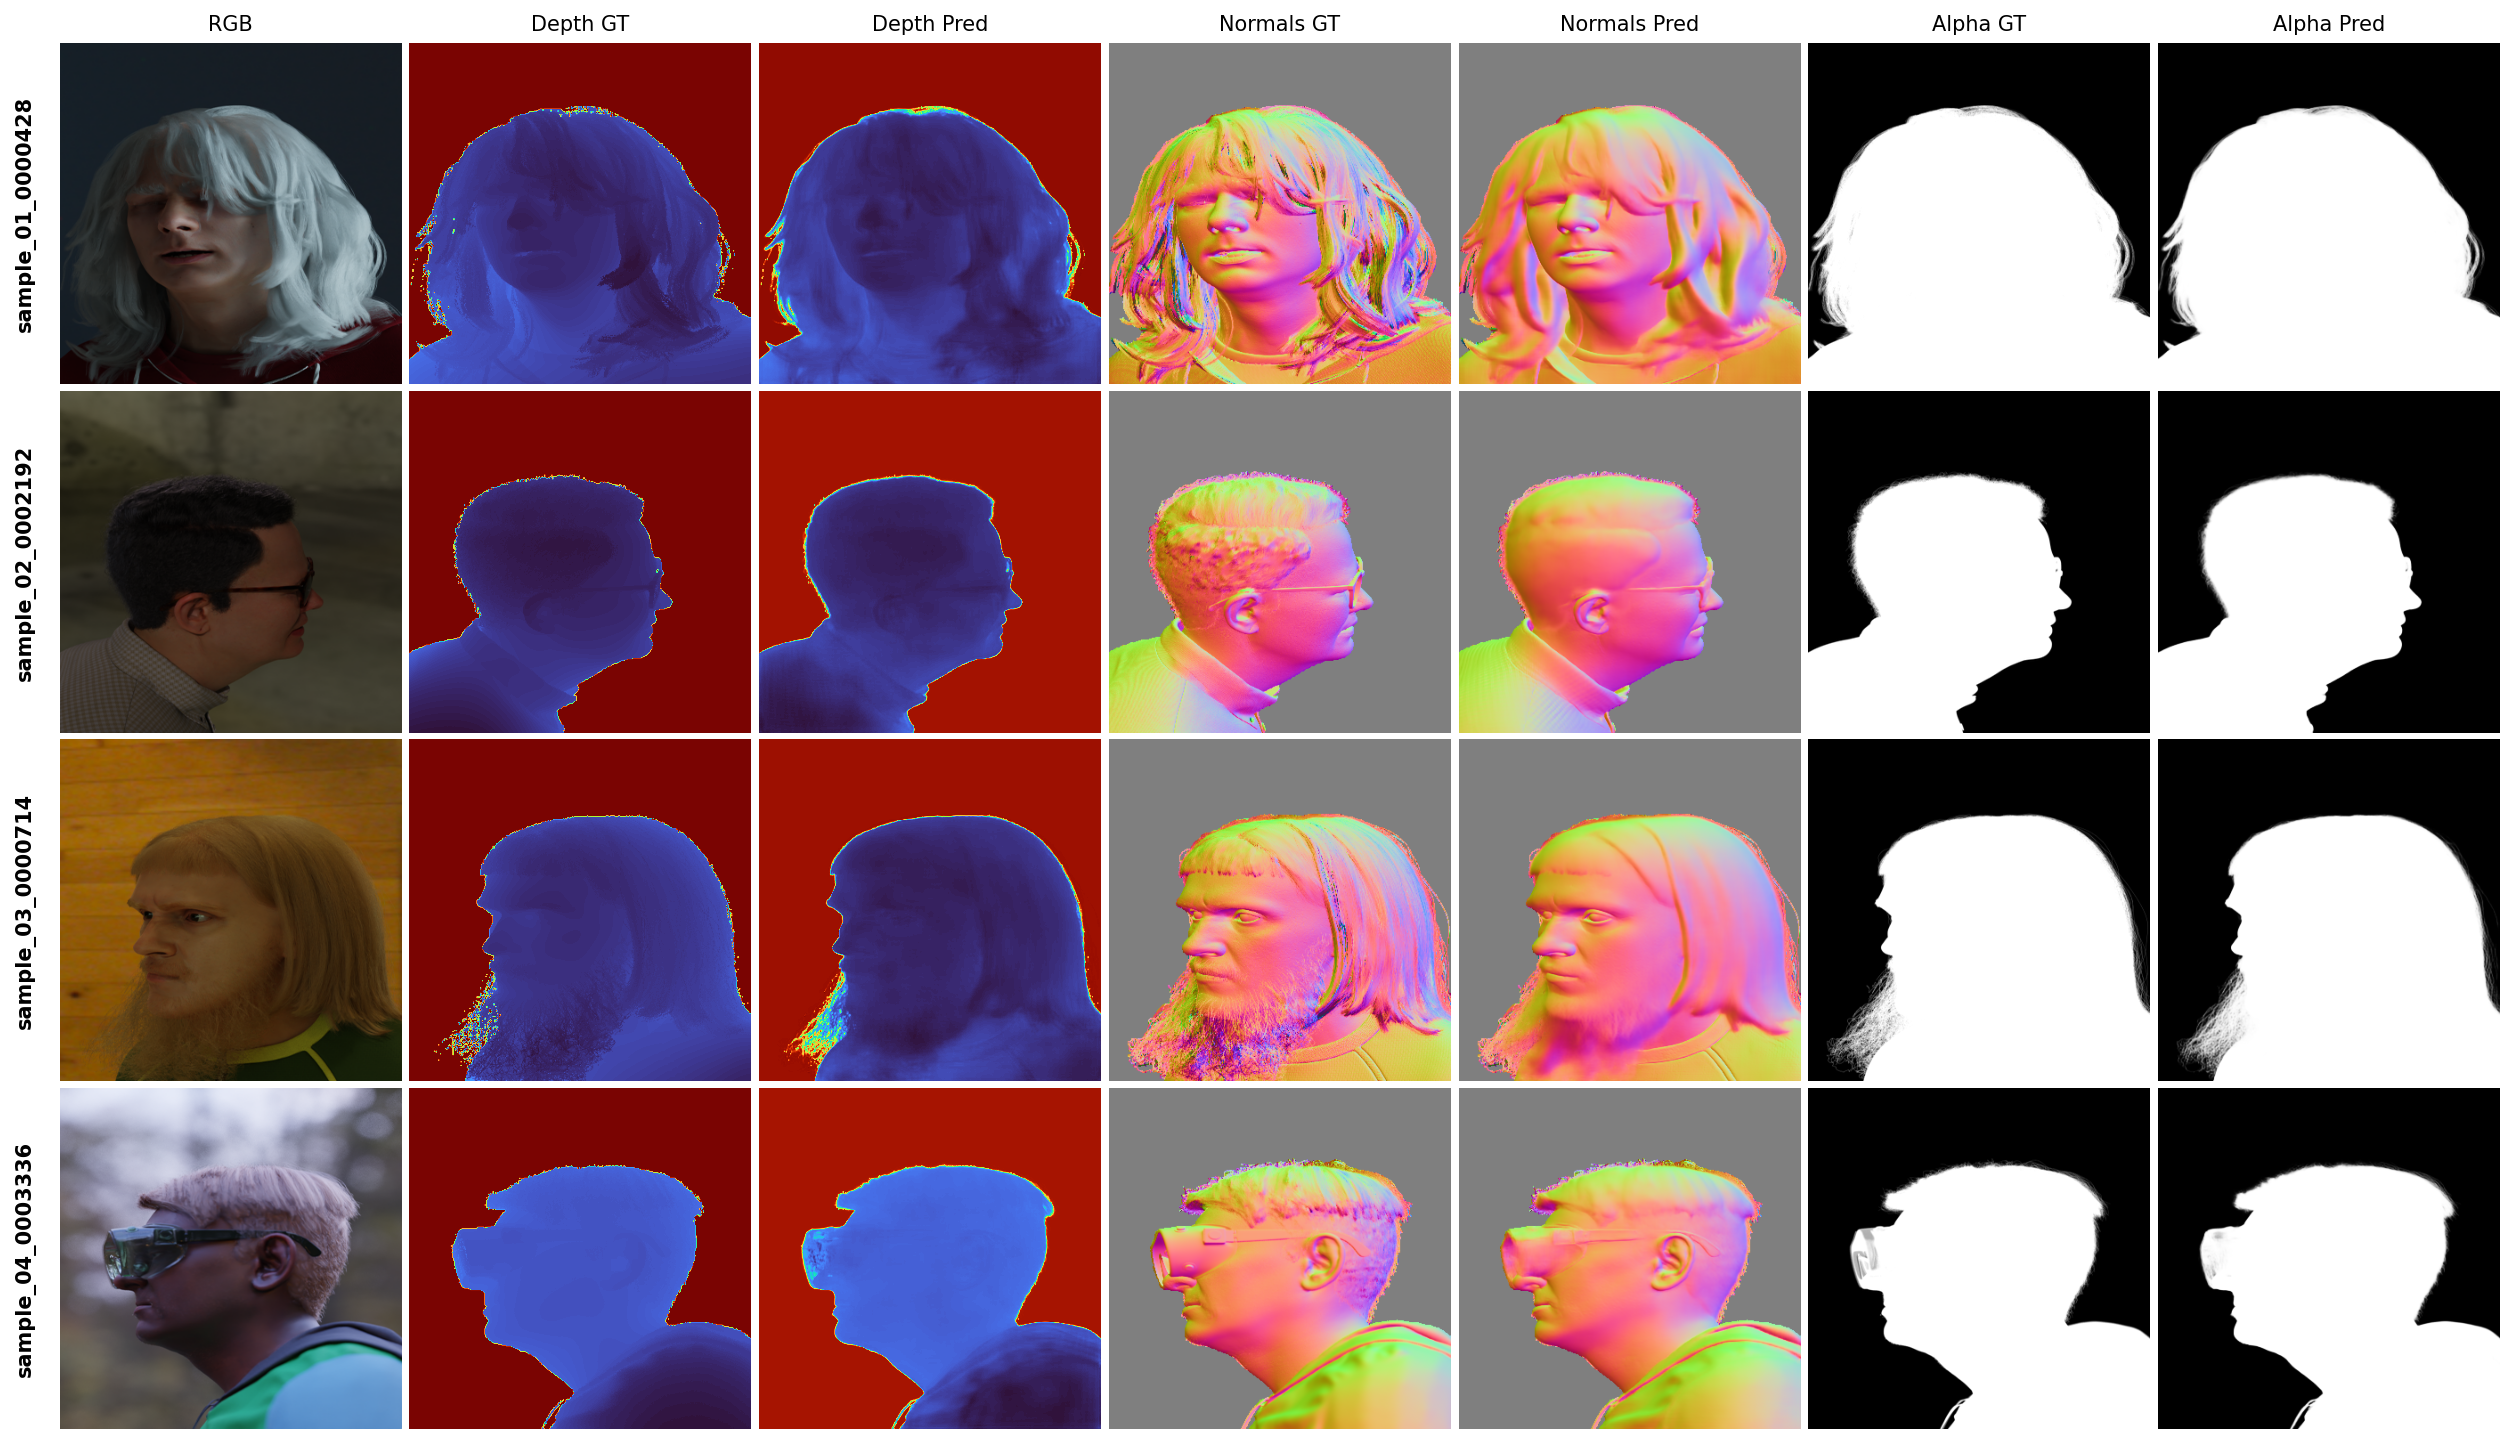 RGB
Depth GT
Depth Pred
Normals GT
Normals Pred
Alpha GT
Alpha Pred
sample_01_0000428
sample_02_0002192
sample_03_0000714
sample_04_0003336